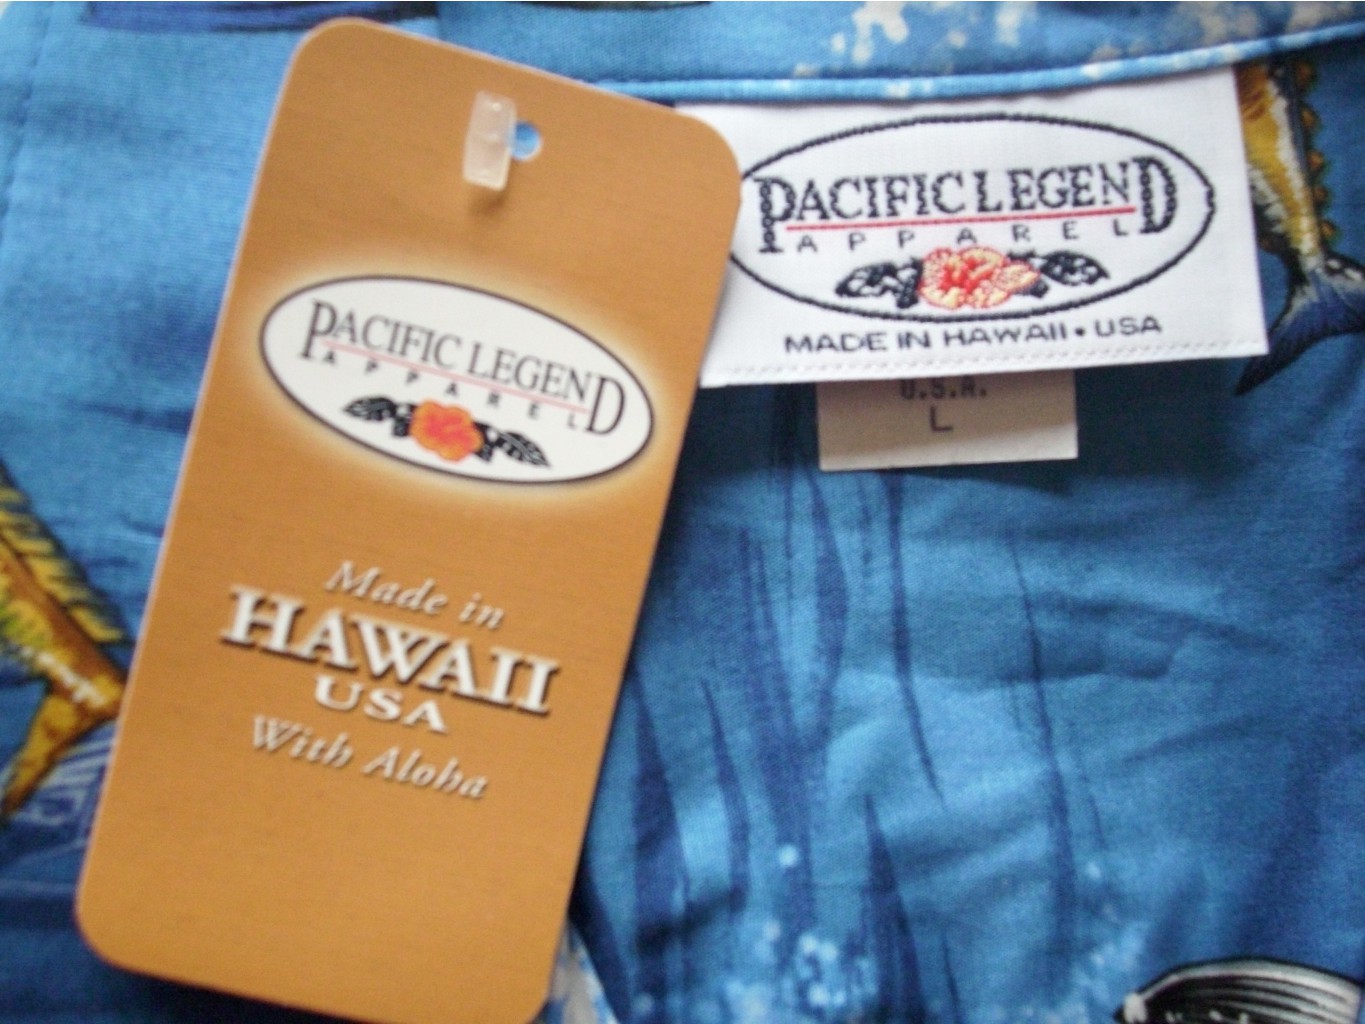 PACIFIC LEGEND
APPAREL
Made in
HAWAII
USA
With Aloha
PACIFIC LEGEND
APPAREL
MADE IN HAWAII • USA
U.S.A.
L